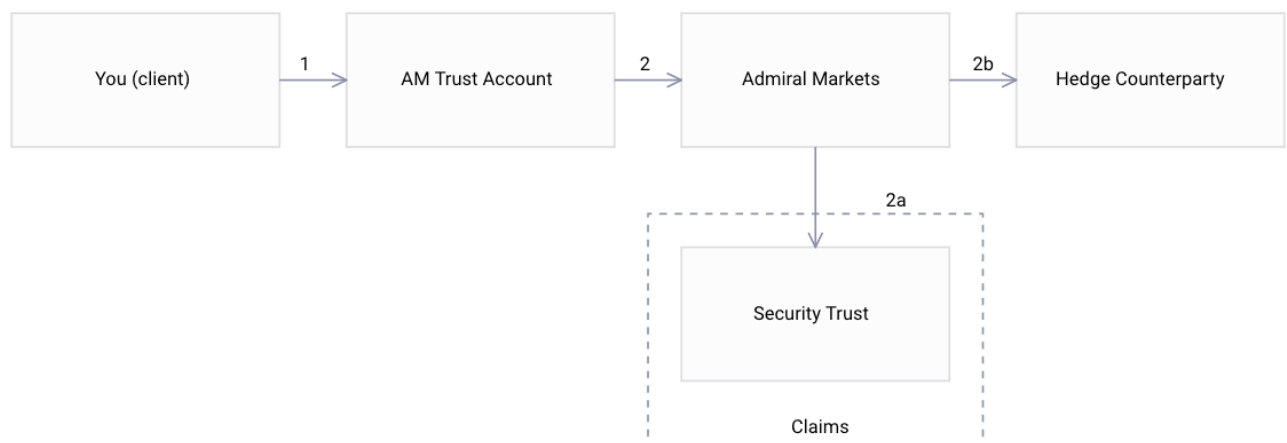 You (client)
1
AM Trust Account
2
Admiral Markets
2b
Hedge Counterparty
2a
Security Trust
Claims